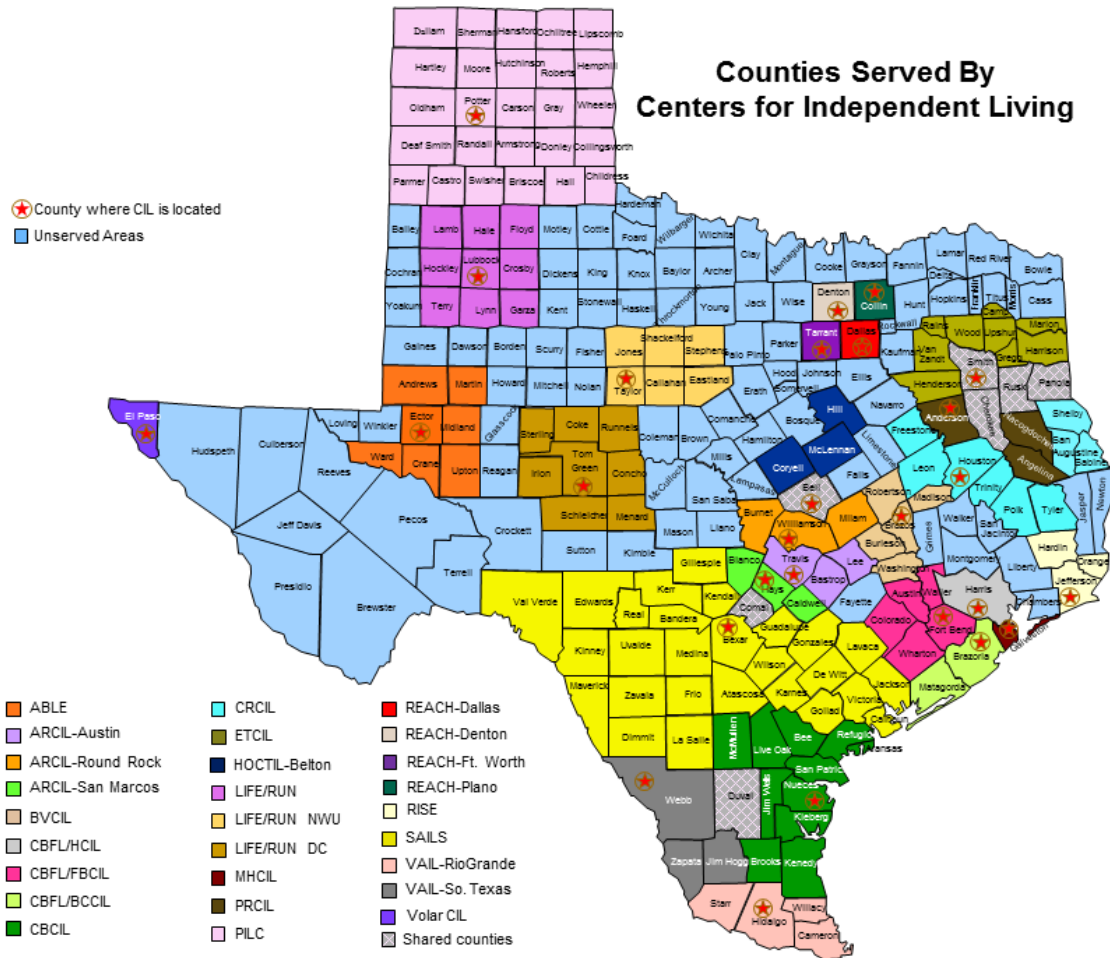 Counties Served By
Centers for Independent Living
County where CIL is located
Unserved Areas
Dallam Sherman Hansford Ochiltree Lipscomb
Hartley Moore Hutchinson Roberts Hemphill
Oldham Potter Carson Gray Wheeler
Deaf Smith Randall Armstrong Donley Collingsworth
Parmer Castro Swisher Briscoe Hall Childress
Hardeman
Bailey Lamb Hale Floyd Motley Cottle Foard Wilbarger Wichita
Clay Montague Cooke Grayson Fannin Lamar Red River Bowie
Delta
Cochran Hockley Lubbock Crosby Dickens King Knox Baylor Archer
Jack Wise Denton Collin Hunt Hopkins Franklin Titus Morris Cass
Yoakum Terry Lynn Garza Kent Stonewall Haskell Throckmorton Young
Parker Tarrant Dallas Rockwall Kaufman Rains Wood Camp Upshur Marion
Gaines Dawson Borden Scurry Fisher Jones Shackelford Stephens Palo Pinto
Hood Johnson Ellis Van Zandt Smith Gregg Harrison
Andrews Martin Howard Mitchell Nolan Taylor Callahan Eastland Erath Somervell
Hill Navarro Henderson Rusk Panola
El Paso Hudspeth Culberson Loving Winkler Ector Midland Glasscock Sterling Coke Runnels Coleman Brown Comanche Hamilton Bosque
McLennan Limestone Freestone Anderson Cherokee Nacogdoches Shelby
Reeves Ward Crane Upton Reagan Irion Tom Green Concho McCulloch Mills Coryell Falls Leon Houston Angelina San Augustine Sabine
Jeff Davis Pecos Crockett Schleicher Menard San Saba Lampasas Bell Robertson Madison Trinity Polk Tyler Jasper Newton
Presidio Brewster Terrell Sutton Kimble Mason Llano Burnet Williamson Milam Brazos Burleson Grimes Walker San Jacinto Hardin Orange
Val Verde Edwards Kerr Gillespie Blanco Travis Lee Washington Montgomery Liberty Jefferson
Real Bandera Kendall Hays Bastrop Fayette Austin Waller Harris Chambers
Kinney Uvalde Medina Bexar Comal Caldwell Guadalupe Gonzales Lavaca Colorado Fort Bend Galveston
Maverick Zavala Frio Atascosa Wilson Karnes De Witt Jackson Wharton Brazoria
Dimmit La Salle McMullen Live Oak Bee Goliad Victoria Calhoun Matagorda
Refugio Aransas
Webb Duval Jim Wells San Patric
Nueces
Kleberg
Zapata Jim Hogg Brooks Kenedy
Starr Hidalgo Willacy
Cameron
ABLE
ARCIL-Austin
ARCIL-Round Rock
ARCIL-San Marcos
BVCIL
CBFL/HCIL
CBFL/FBCIL
CBFL/BCCIL
CBCIL
CRCIL
ETCIL
HOCTIL-Belton
LIFE/RUN
LIFE/RUN NWU
LIFE/RUN DC
MHCIL
PRCIL
PILC
REACH-Dallas
REACH-Denton
REACH-Ft. Worth
REACH-Plano
RISE
SAILS
VAIL-RioGrande
VAIL-So. Texas
Volar CIL
Shared counties